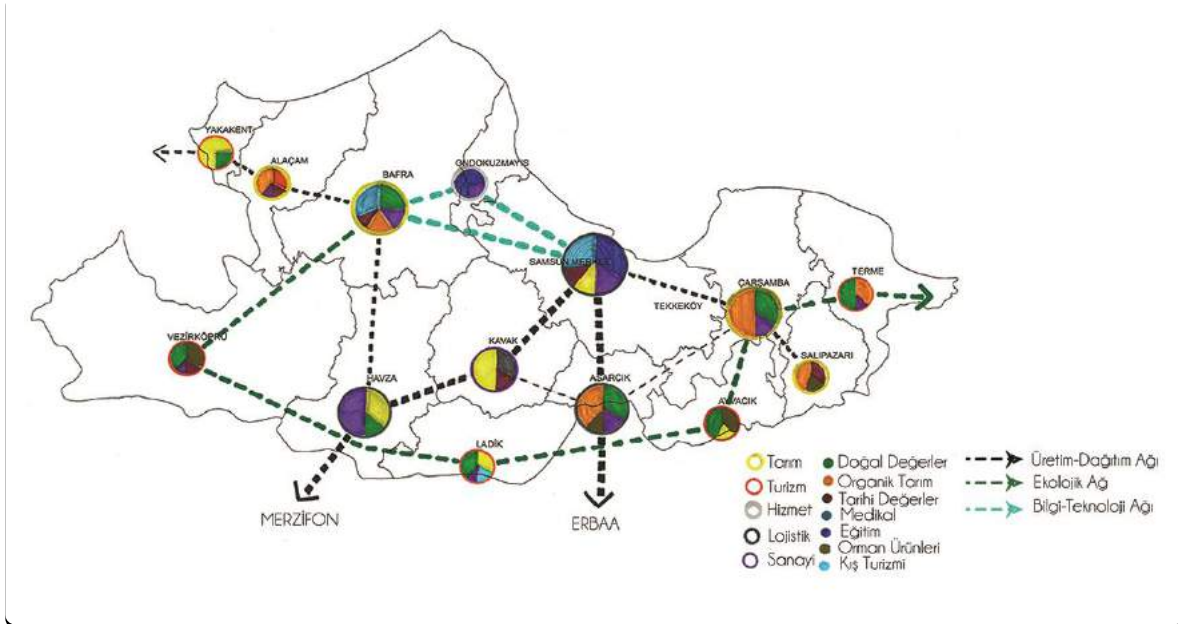 YAKAKENT
ALAÇAM
BAFRA
ONDOKUZMAYIS
SAMSUN MERKEZ
TEKKEKÖY
ÇARŞAMBA
TERME
VEZİRKÖPRÜ
HAVZA
KAVAK
ASARCIK
SALIPAZARI
AYVACIK
LADİK
MERZİFON
ERBAA
Tarım
Turizm
Hizmet
Lojistik
Sanayi
Doğal Değerler
Organik Tarım
Tarihi Değerler
Medikal
Eğitim
Orman Ürünleri
Kış Turizmi
Üretim-Dağıtım Ağı
Ekolojik Ağ
Bilgi-Teknoloji Ağı